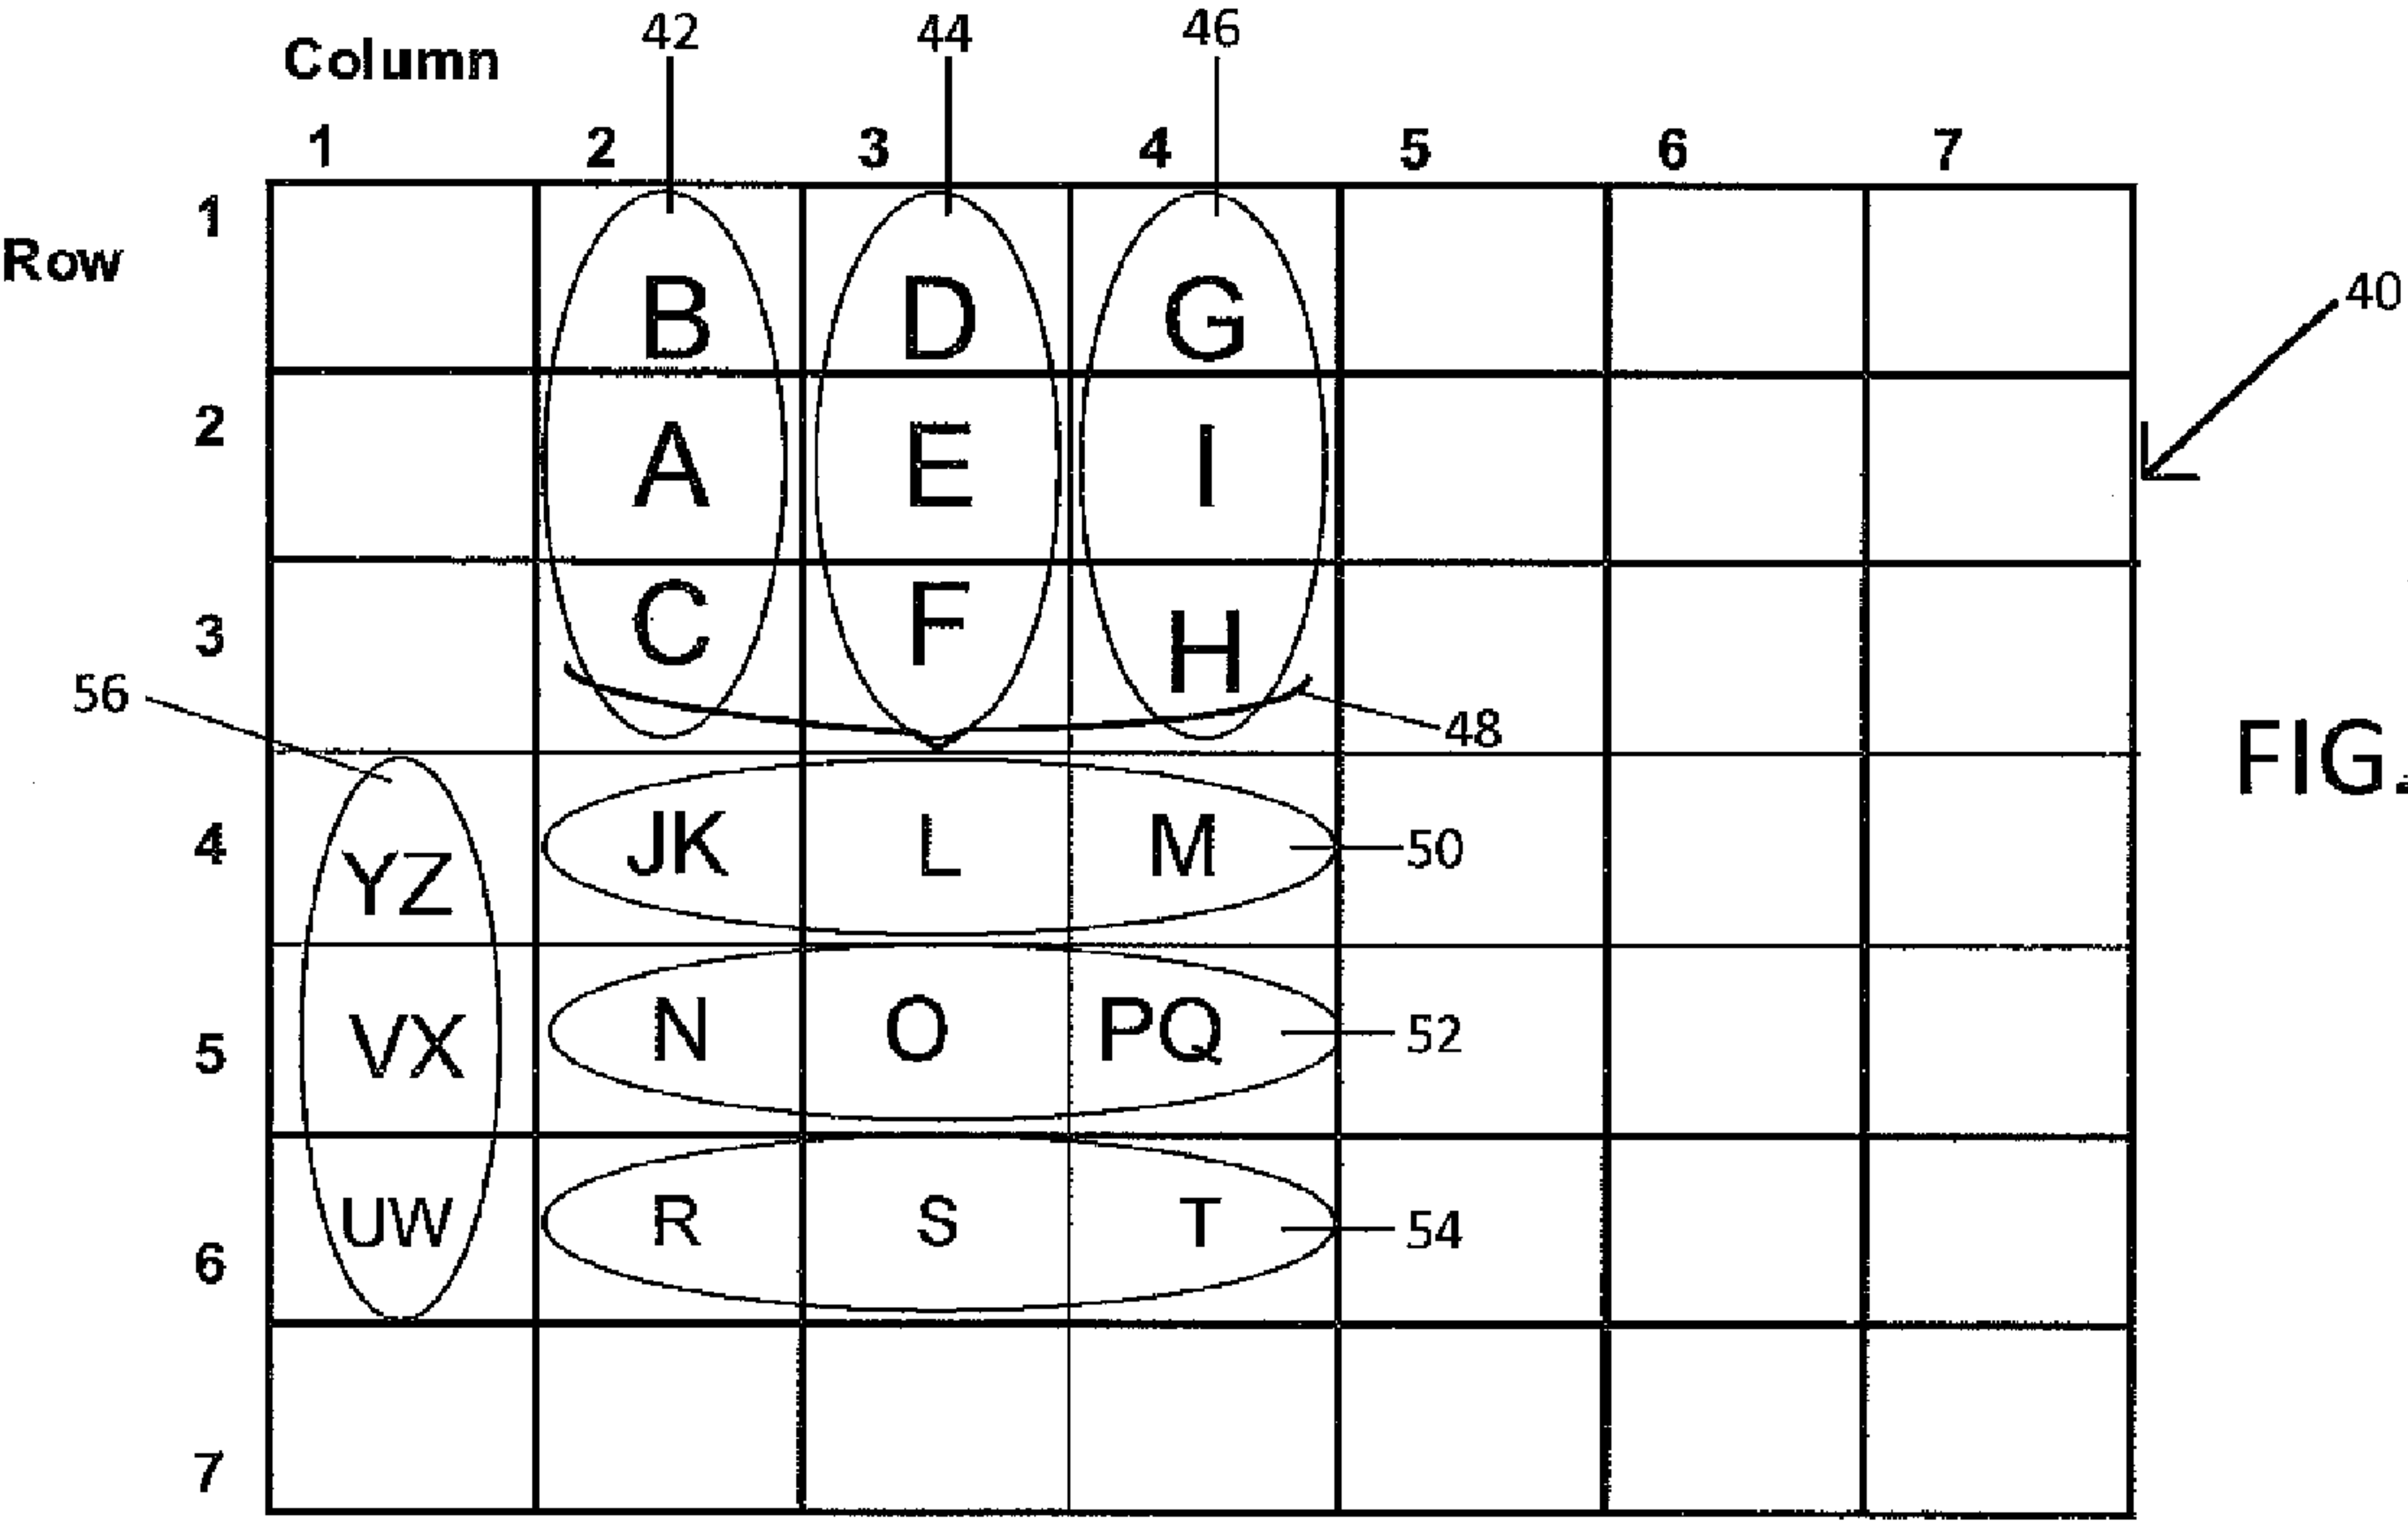 42 44 46
Column
1 2 3 4 5 6 7
1
Row
B D G
40
2 A E I
3 C F H
56
48
FIG.
4 YZ JK L M 50
5 VX N O PQ 52
6 UW R S T 54
7